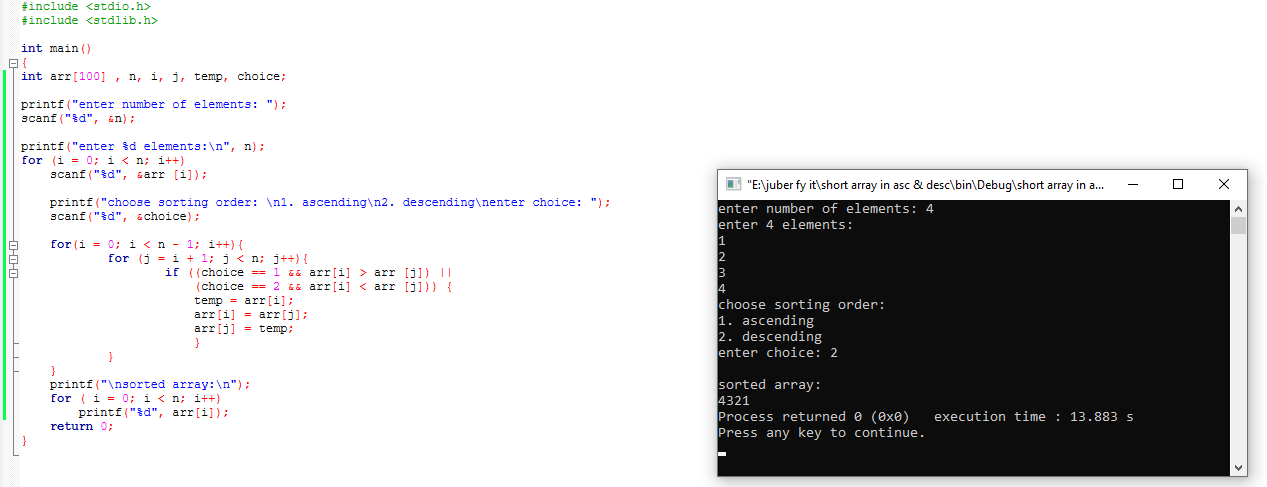 #include <stdio.h>
#include <stdlib.h>
int main()
{
int arr[100] , n, i, j, temp, choice;
printf("enter number of elements: ");
scanf("%d", &n);
printf("enter %d elements:\n", n);
for (i = 0; i < n; i++)
scanf("%d", &arr [i]);
printf("choose sorting order: \n1. ascending\n2. descending\nenter choice: ");
scanf("%d", &choice);
for(i = 0; i < n - 1; i++){
for (j = i + 1; j < n; j++){
if ((choice == 1 && arr[i] > arr [j]) ||
(choice == 2 && arr[i] < arr [j])) {
temp = arr[i];
arr[i] = arr[j];
arr[j] = temp;
}
}
}
printf("\nsorted array:\n");
for ( i = 0; i < n; i++)
printf("%d", arr[i]);
return 0;
}
"E:\juber fy it\short array in asc & desc\bin\Debug\short array in a...
enter number of elements: 4
enter 4 elements:
1
2
3
4
choose sorting order:
1. ascending
2. descending
enter choice: 2
sorted array:
4321
Process returned 0 (0x0)   execution time : 13.883 s
Press any key to continue.